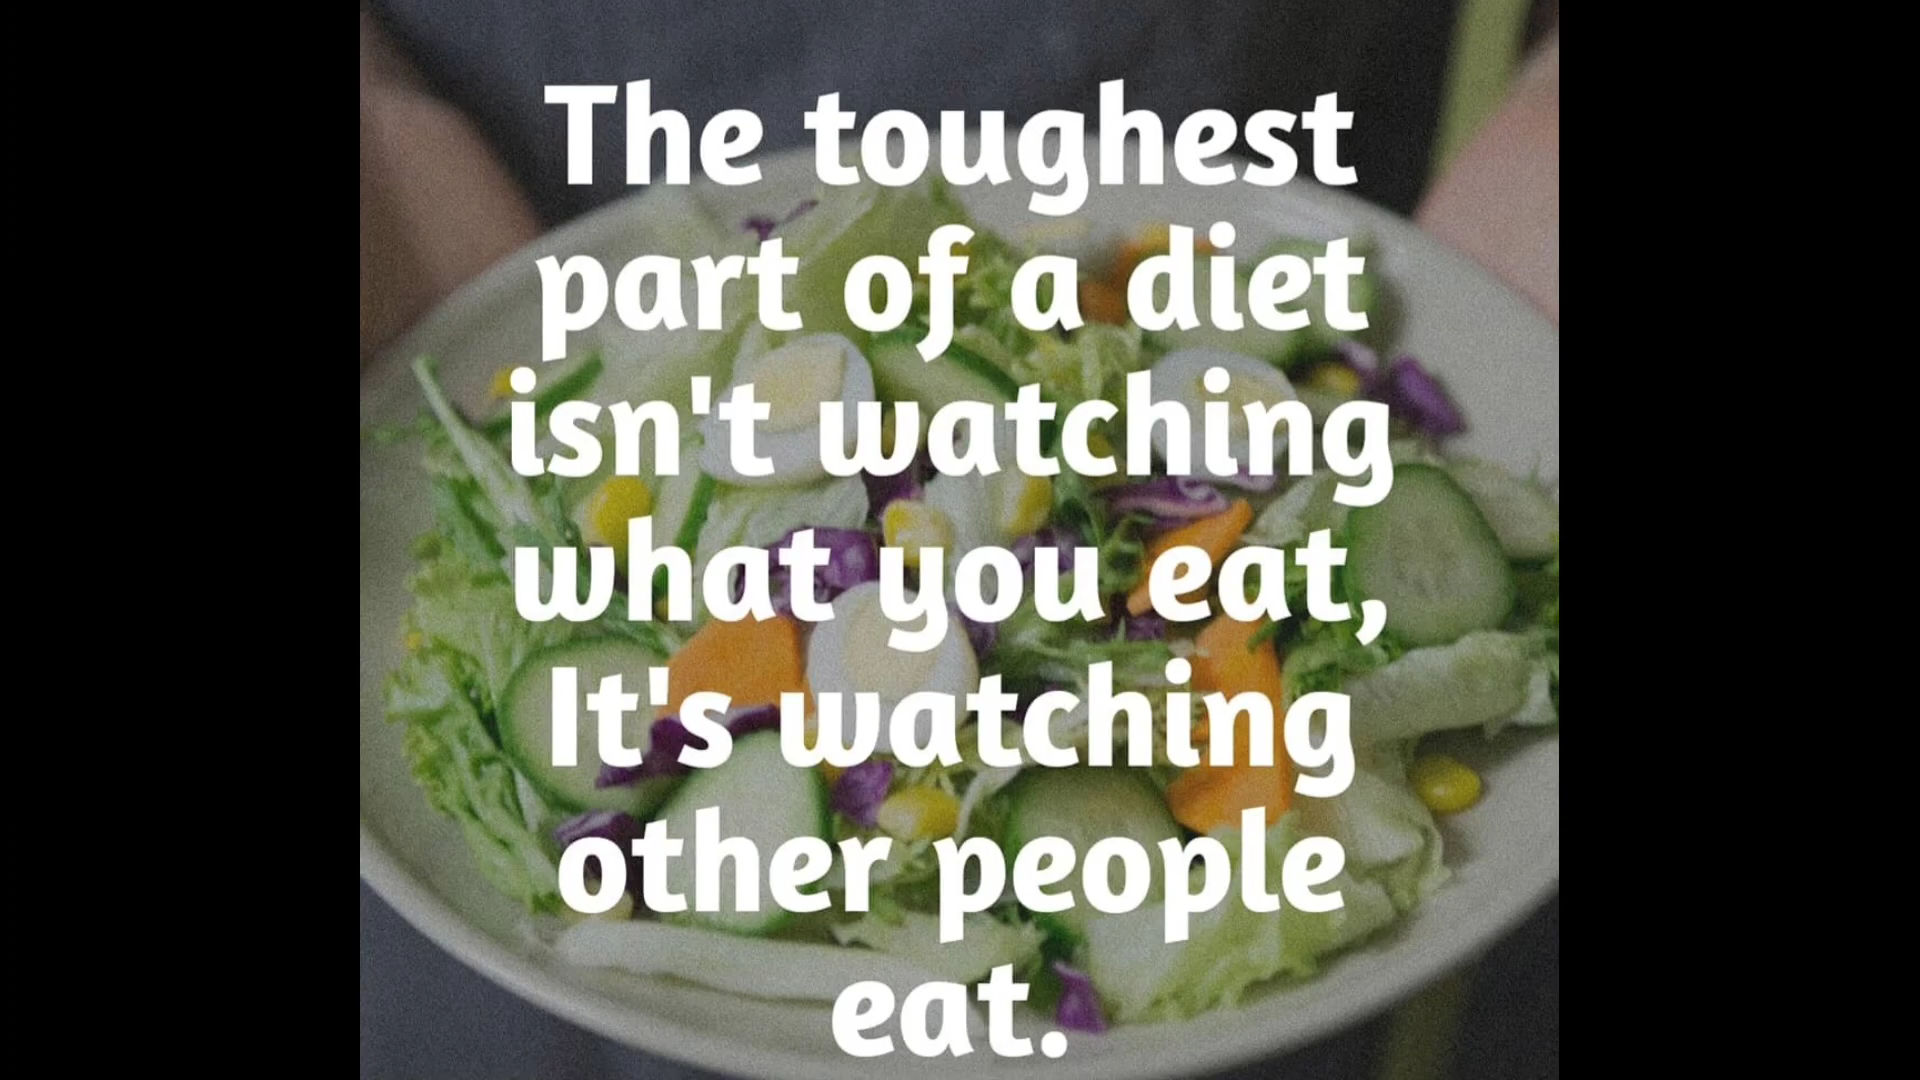 The toughest
part of a diet
isn't watching
what you eat,
It's watching
other people
eat.